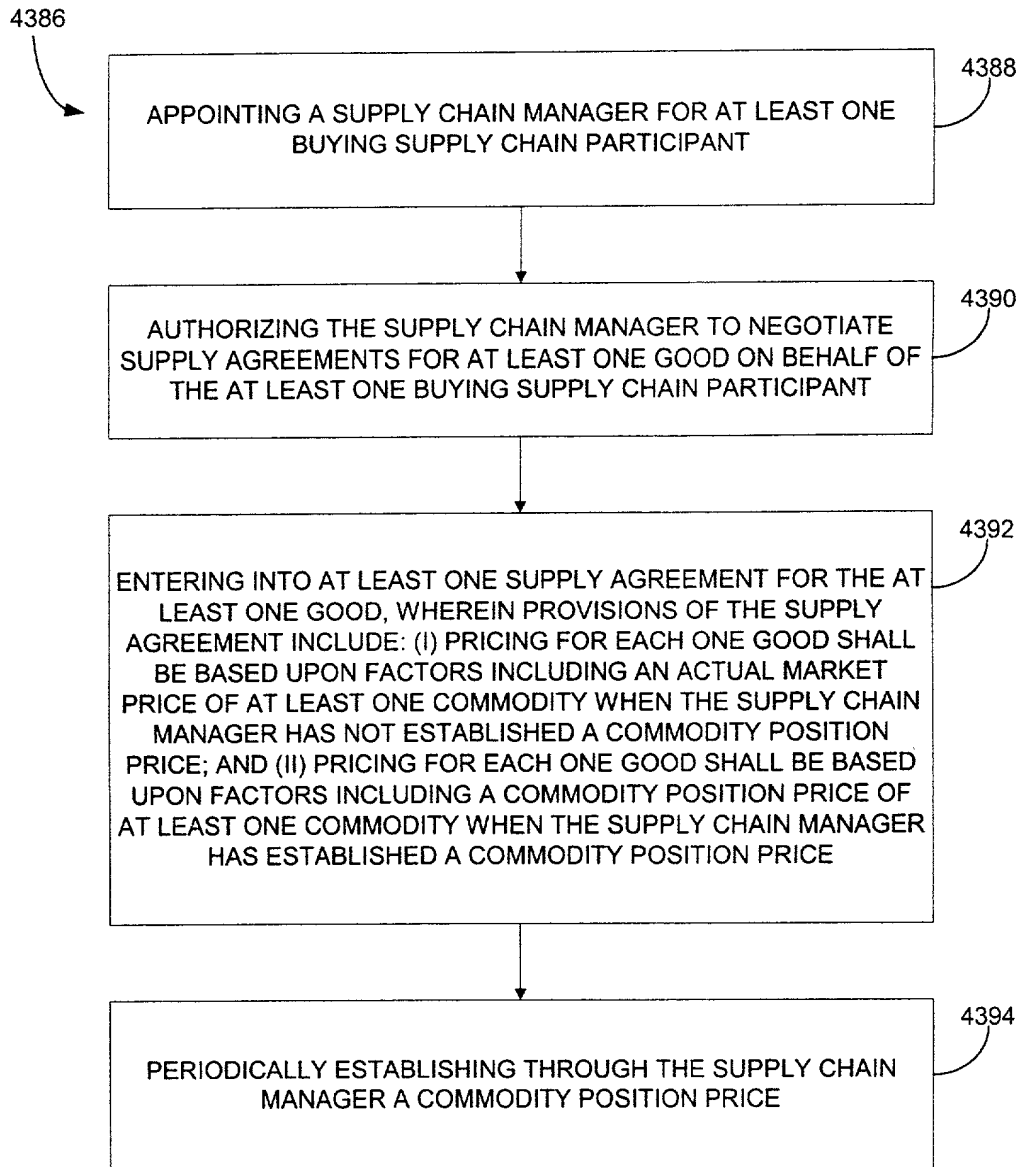 4386
4388
APPOINTING A SUPPLY CHAIN MANAGER FOR AT LEAST ONE
BUYING SUPPLY CHAIN PARTICIPANT
4390
AUTHORIZING THE SUPPLY CHAIN MANAGER TO NEGOTIATE
SUPPLY AGREEMENTS FOR AT LEAST ONE GOOD ON BEHALF OF
THE AT LEAST ONE BUYING SUPPLY CHAIN PARTICIPANT
4392
ENTERING INTO AT LEAST ONE SUPPLY AGREEMENT FOR THE AT
LEAST ONE GOOD, WHEREIN PROVISIONS OF THE SUPPLY
AGREEMENT INCLUDE: (I) PRICING FOR EACH ONE GOOD SHALL
BE BASED UPON FACTORS INCLUDING AN ACTUAL MARKET
PRICE OF AT LEAST ONE COMMODITY WHEN THE SUPPLY CHAIN
MANAGER HAS NOT ESTABLISHED A COMMODITY POSITION
PRICE; AND (II) PRICING FOR EACH ONE GOOD SHALL BE BASED
UPON FACTORS INCLUDING A COMMODITY POSITION PRICE OF
AT LEAST ONE COMMODITY WHEN THE SUPPLY CHAIN MANAGER
HAS ESTABLISHED A COMMODITY POSITION PRICE
4394
PERIODICALLY ESTABLISHING THROUGH THE SUPPLY CHAIN
MANAGER A COMMODITY POSITION PRICE